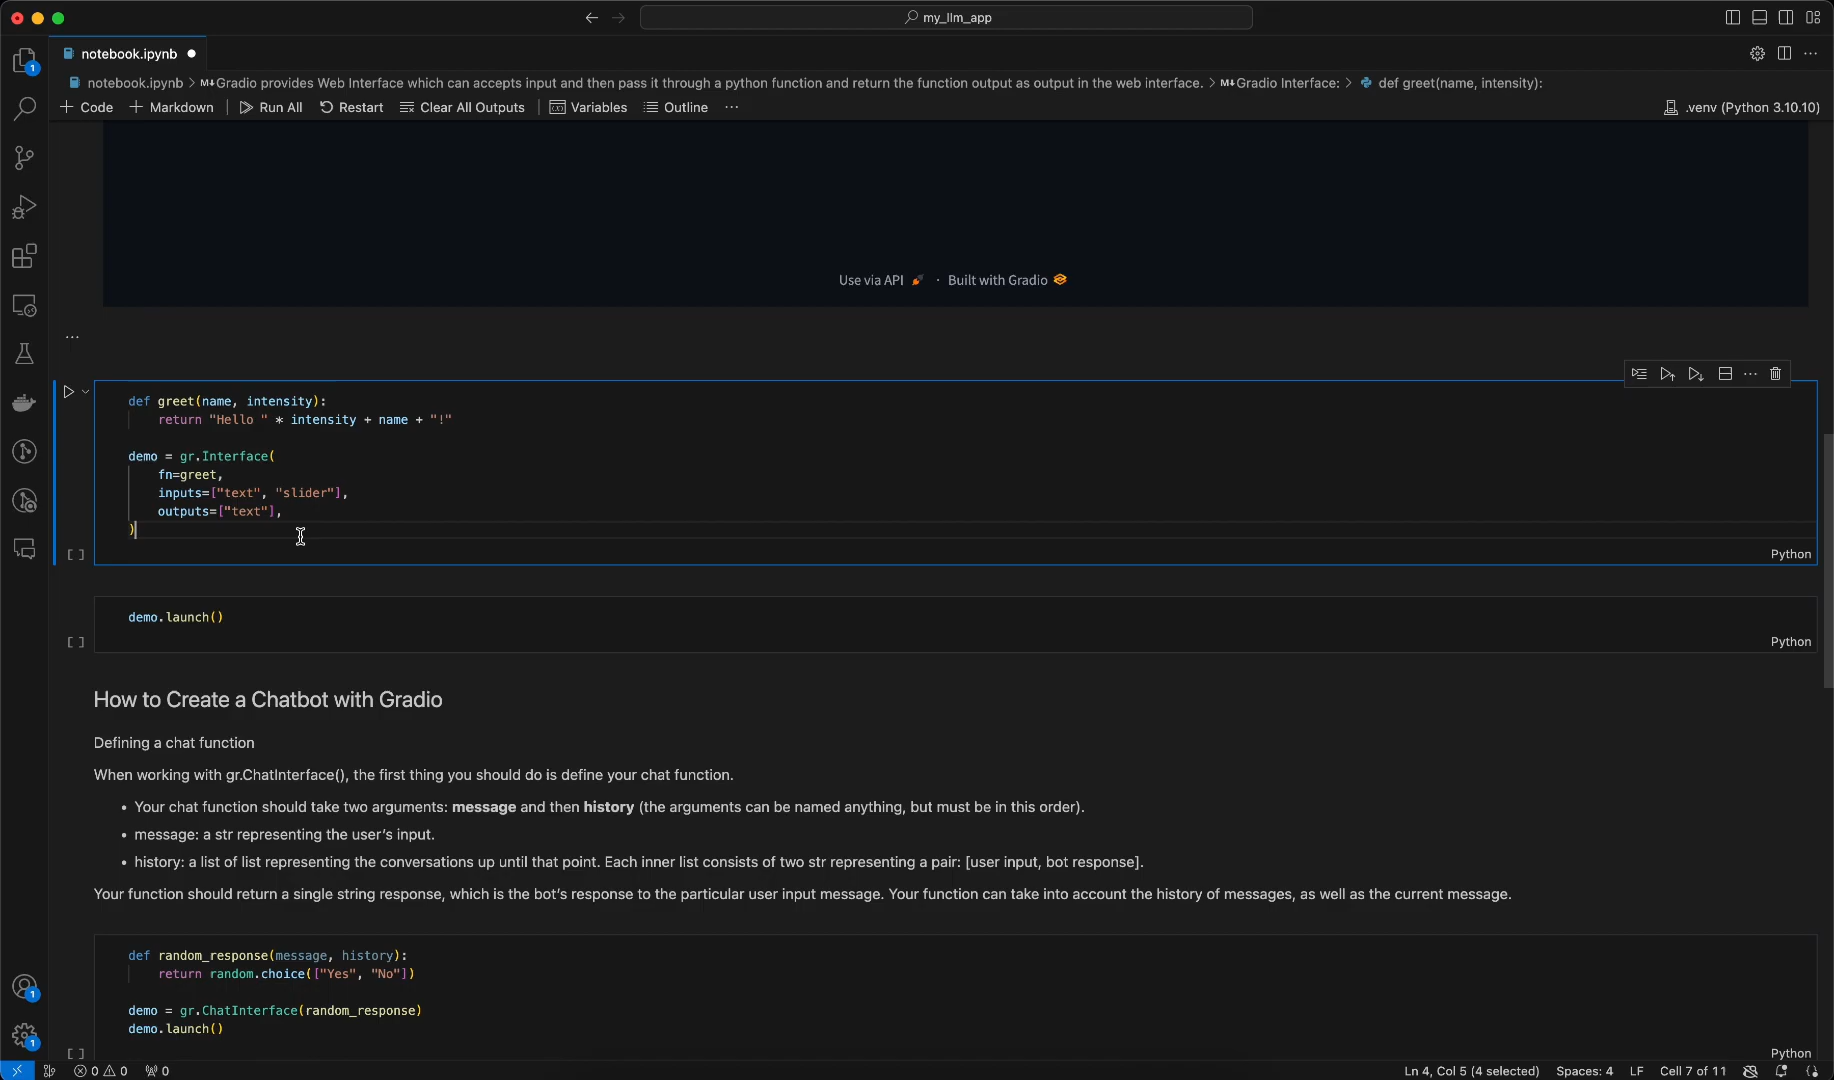 my_llm_app
notebook.ipynb
notebook.ipynb > M↓Gradio provides Web Interface which can accepts input and then pass it through a python function and return the function output as output in the web interface. > M↓Gradio Interface: > def greet(name, intensity):
+ Code + Markdown | Run All Restart Clear All Outputs | Variables Outline ...
.venv (Python 3.10.10)
1
Use via API · Built with Gradio
...
def greet(name, intensity):
return "Hello " * intensity + name + "!"
demo = gr.Interface(
fn=greet,
inputs=["text", "slider"],
outputs=["text"],
)
[ ]
Python
demo.launch()
[ ]
Python
How to Create a Chatbot with Gradio
Defining a chat function
When working with gr.ChatInterface(), the first thing you should do is define your chat function.
• Your chat function should take two arguments: message and then history (the arguments can be named anything, but must be in this order).
• message: a str representing the user's input.
• history: a list of list representing the conversations up until that point. Each inner list consists of two str representing a pair: [user input, bot response].
Your function should return a single string response, which is the bot's response to the particular user input message. Your function can take into account the history of messages, as well as the current message.
def random_response(message, history):
return random.choice(["Yes", "No"])
demo = gr.ChatInterface(random_response)
demo.launch()
[ ]
Python
1
1
0 0 0
Ln 4, Col 5 (4 selected) Spaces: 4 LF Cell 7 of 11